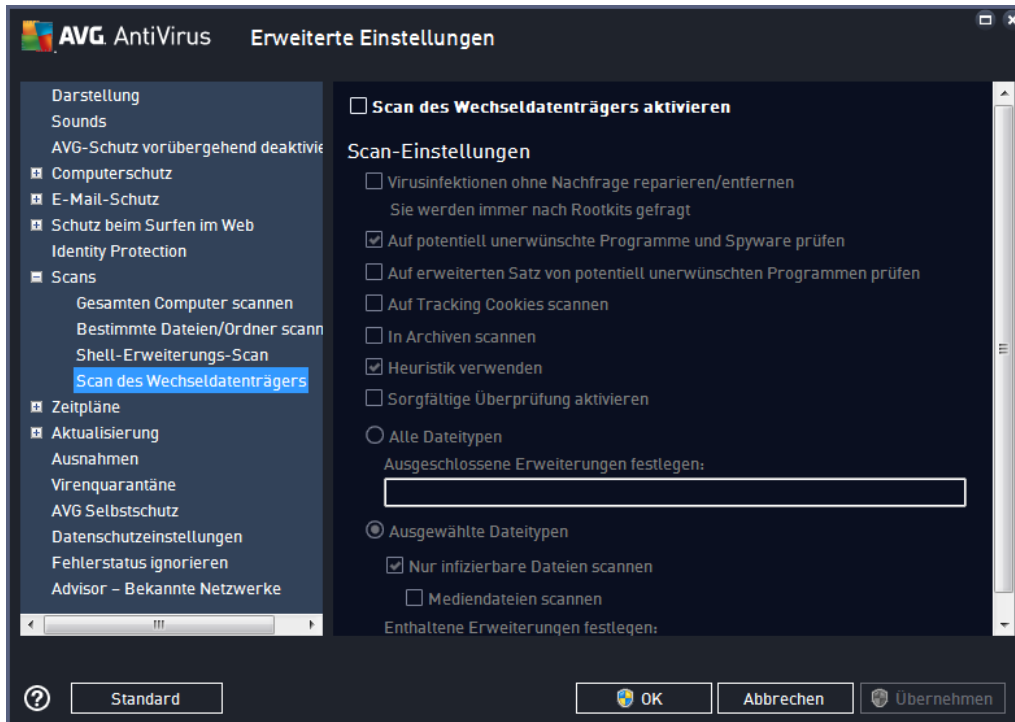 AVG AntiVirus Erweiterte Einstellungen
Darstellung
Sounds
AVG-Schutz vorübergehend deaktivie
Computerschutz
E-Mail-Schutz
Schutz beim Surfen im Web
Identity Protection
Scans
Gesamten Computer scannen
Bestimmte Dateien/Ordner scann
Shell-Erweiterungs-Scan
Scan des Wechseldatenträgers
Zeitpläne
Aktualisierung
Ausnahmen
Virenquarantäne
AVG Selbstschutz
Datenschutzeinstellungen
Fehlerstatus ignorieren
Advisor – Bekannte Netzwerke
Scan des Wechseldatenträgers aktivieren
Scan-Einstellungen
Virusinfektionen ohne Nachfrage reparieren/entfernen
Sie werden immer nach Rootkits gefragt
Auf potentiell unerwünschte Programme und Spyware prüfen
Auf erweiterten Satz von potentiell unerwünschten Programmen prüfen
Auf Tracking Cookies scannen
In Archiven scannen
Heuristik verwenden
Sorgfältige Überprüfung aktivieren
Alle Dateitypen
Ausgeschlossene Erweiterungen festlegen:
Ausgewählte Dateitypen
Nur infizierbare Dateien scannen
Mediendateien scannen
Enthaltene Erweiterungen festlegen:
? Standard OK Abbrechen Übernehmen